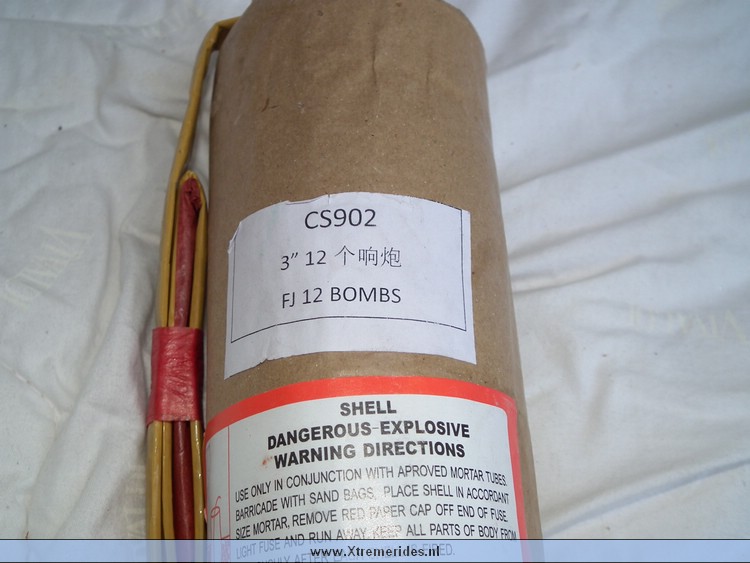 CS902
3” 12 个响炮
FJ 12 BOMBS
SHELL
DANGEROUS-EXPLOSIVE
WARNING DIRECTIONS
USE ONLY IN CONJUNCTION WITH APROVED MORTAR TUBES.
BARRICADE WITH SAND BAGS, PLACE SHELL IN ACCORDANT
SIZE MORTAR, REMOVE RED PAPER CAP OFF END OF FUSE.
LIGHT FUSE AND RUN AWAY. KEEP ALL PARTS OF BODY FROM
FIRED.
www.Xtremerides.nl